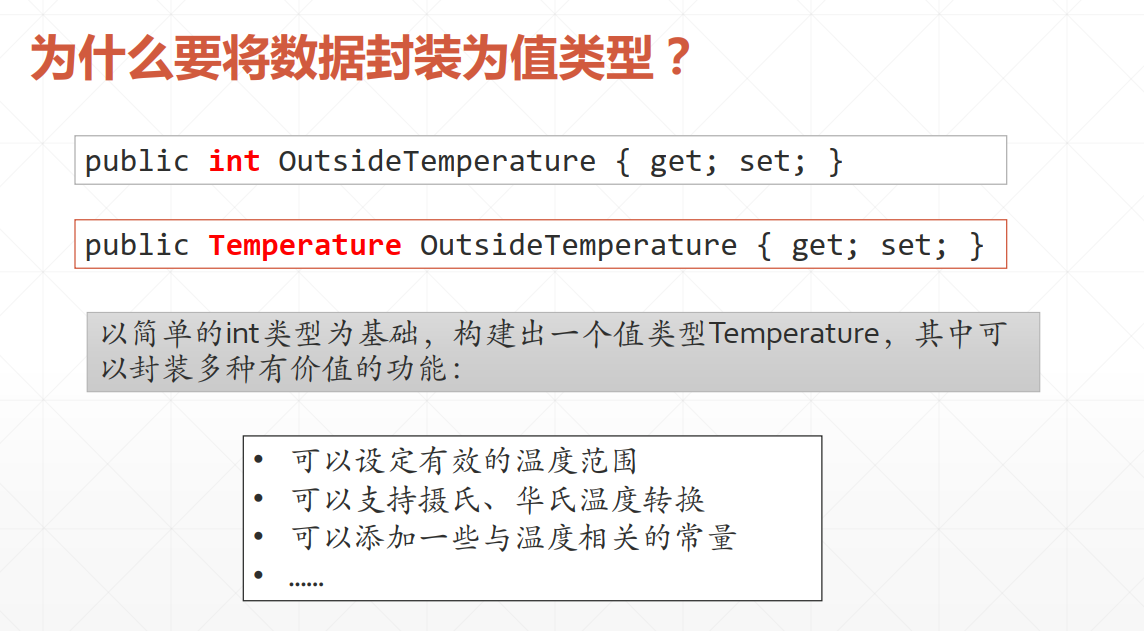 为什么要将数据封装为值类型？
public int OutsideTemperature { get; set; }
public Temperature OutsideTemperature { get; set; }
以简单的int类型为基础，构建出一个值类型Temperature，其中可
以封装多种有价值的功能：
• 可以设定有效的温度范围
• 可以支持摄氏、华氏温度转换
• 可以添加一些与温度相关的常量
• ……